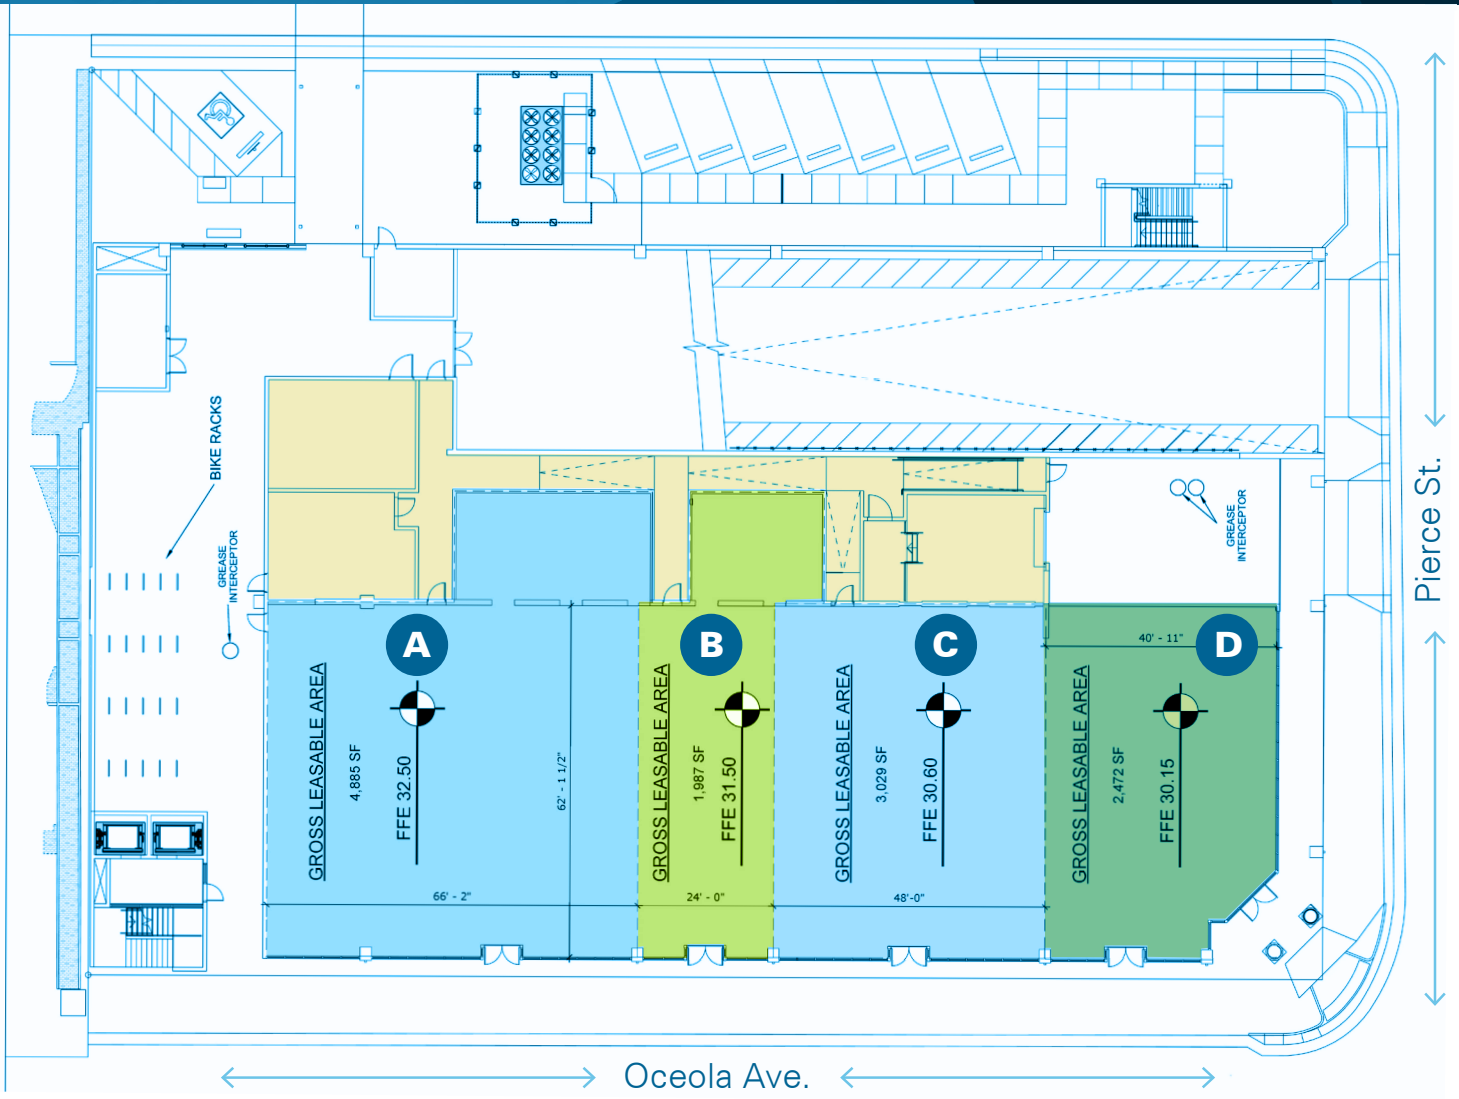 BIKE RACKS
GREASE
INTERCEPTOR
GREASE
INTERCEPTOR
Pierce St.
A
GROSS LEASABLE AREA
4,885 SF
FFE 32.50
62' - 1 1/2"
66' - 2"
B
GROSS LEASABLE AREA
1,987 SF
FFE 31.50
24' - 0"
C
GROSS LEASABLE AREA
3,029 SF
FFE 30.60
48'-0"
D
40' - 11"
GROSS LEASABLE AREA
2,472 SF
FFE 30.15
Oceola Ave.